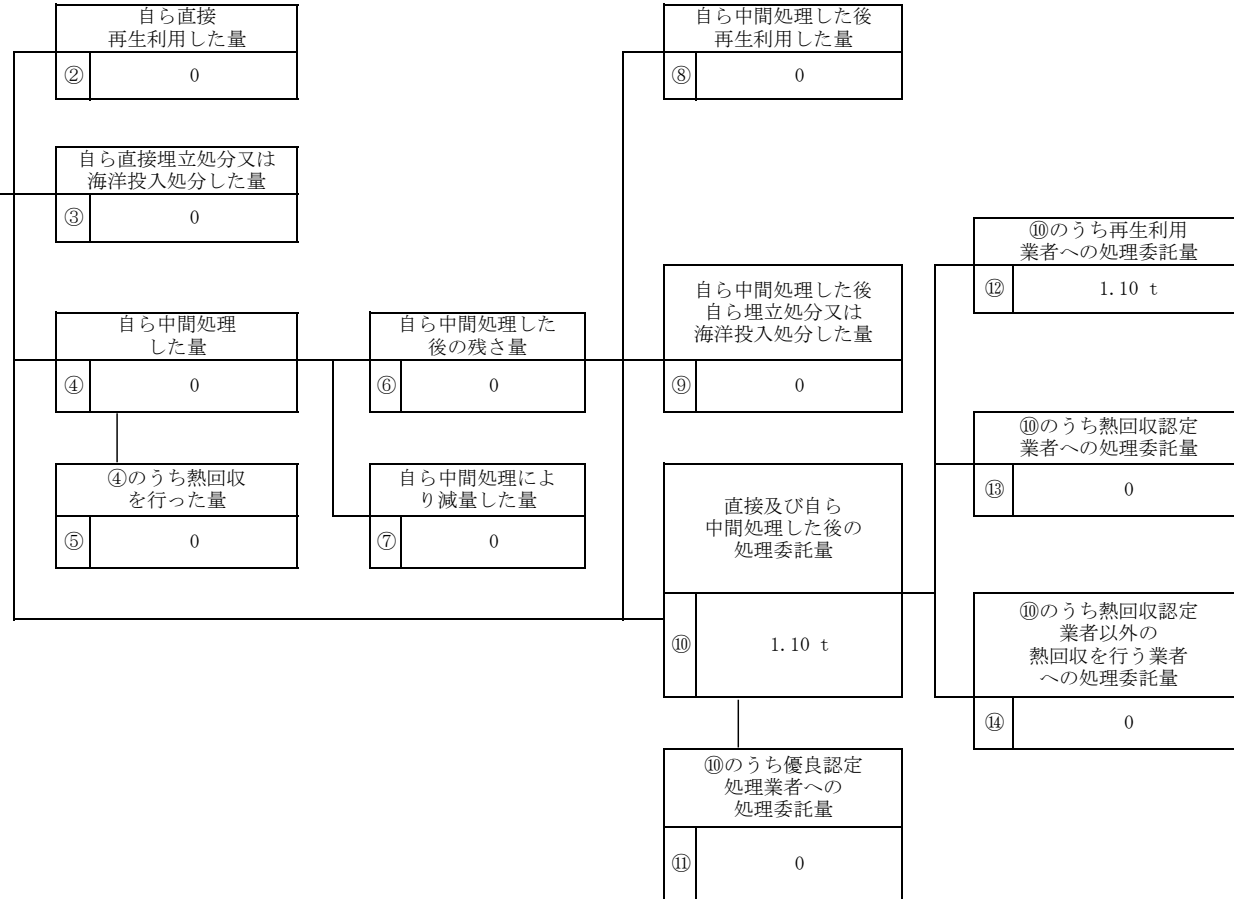 自ら直接
再生利用した量
② 0
自ら直接埋立処分又は
海洋投入処分した量
③ 0
自ら中間処理
した量
④ 0
④のうち熱回収
を行った量
⑤ 0
自ら中間処理した
後の残さ量
⑥ 0
自ら中間処理によ
り減量した量
⑦ 0
自ら中間処理した後
再生利用した量
⑧ 0
自ら中間処理した後
自ら埋立処分又は
海洋投入処分した量
⑨ 0
直接及び自ら
中間処理した後の
処理委託量
⑩ 1.10 t
⑩のうち優良認定
処理業者への
処理委託量
⑪ 0
⑩のうち再生利用
業者への処理委託量
⑫ 1.10 t
⑩のうち熱回収認定
業者への処理委託量
⑬ 0
⑩のうち熱回収認定
業者以外の
熱回収を行う業者
への処理委託量
⑭ 0